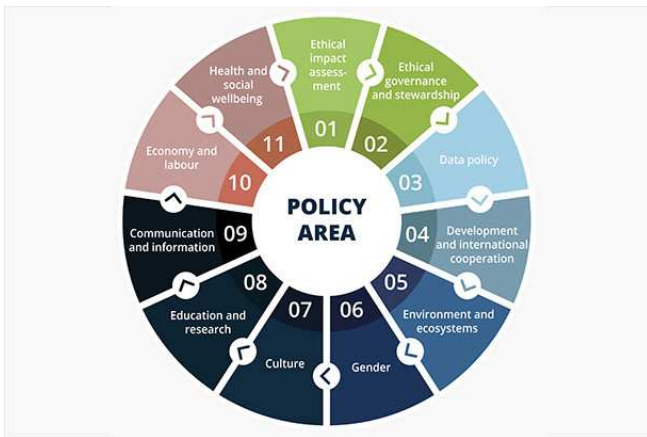 POLICY
AREA
Ethical
impact
assess-
ment
01
Ethical
governance
and stewardship
02
Data policy
03
Development
and international
cooperation
04
Environment and
ecosystems
05
Gender
06
Culture
07
Education and
research
08
Communication
and information
09
Economy and
labour
10
Health and
social
wellbeing
11